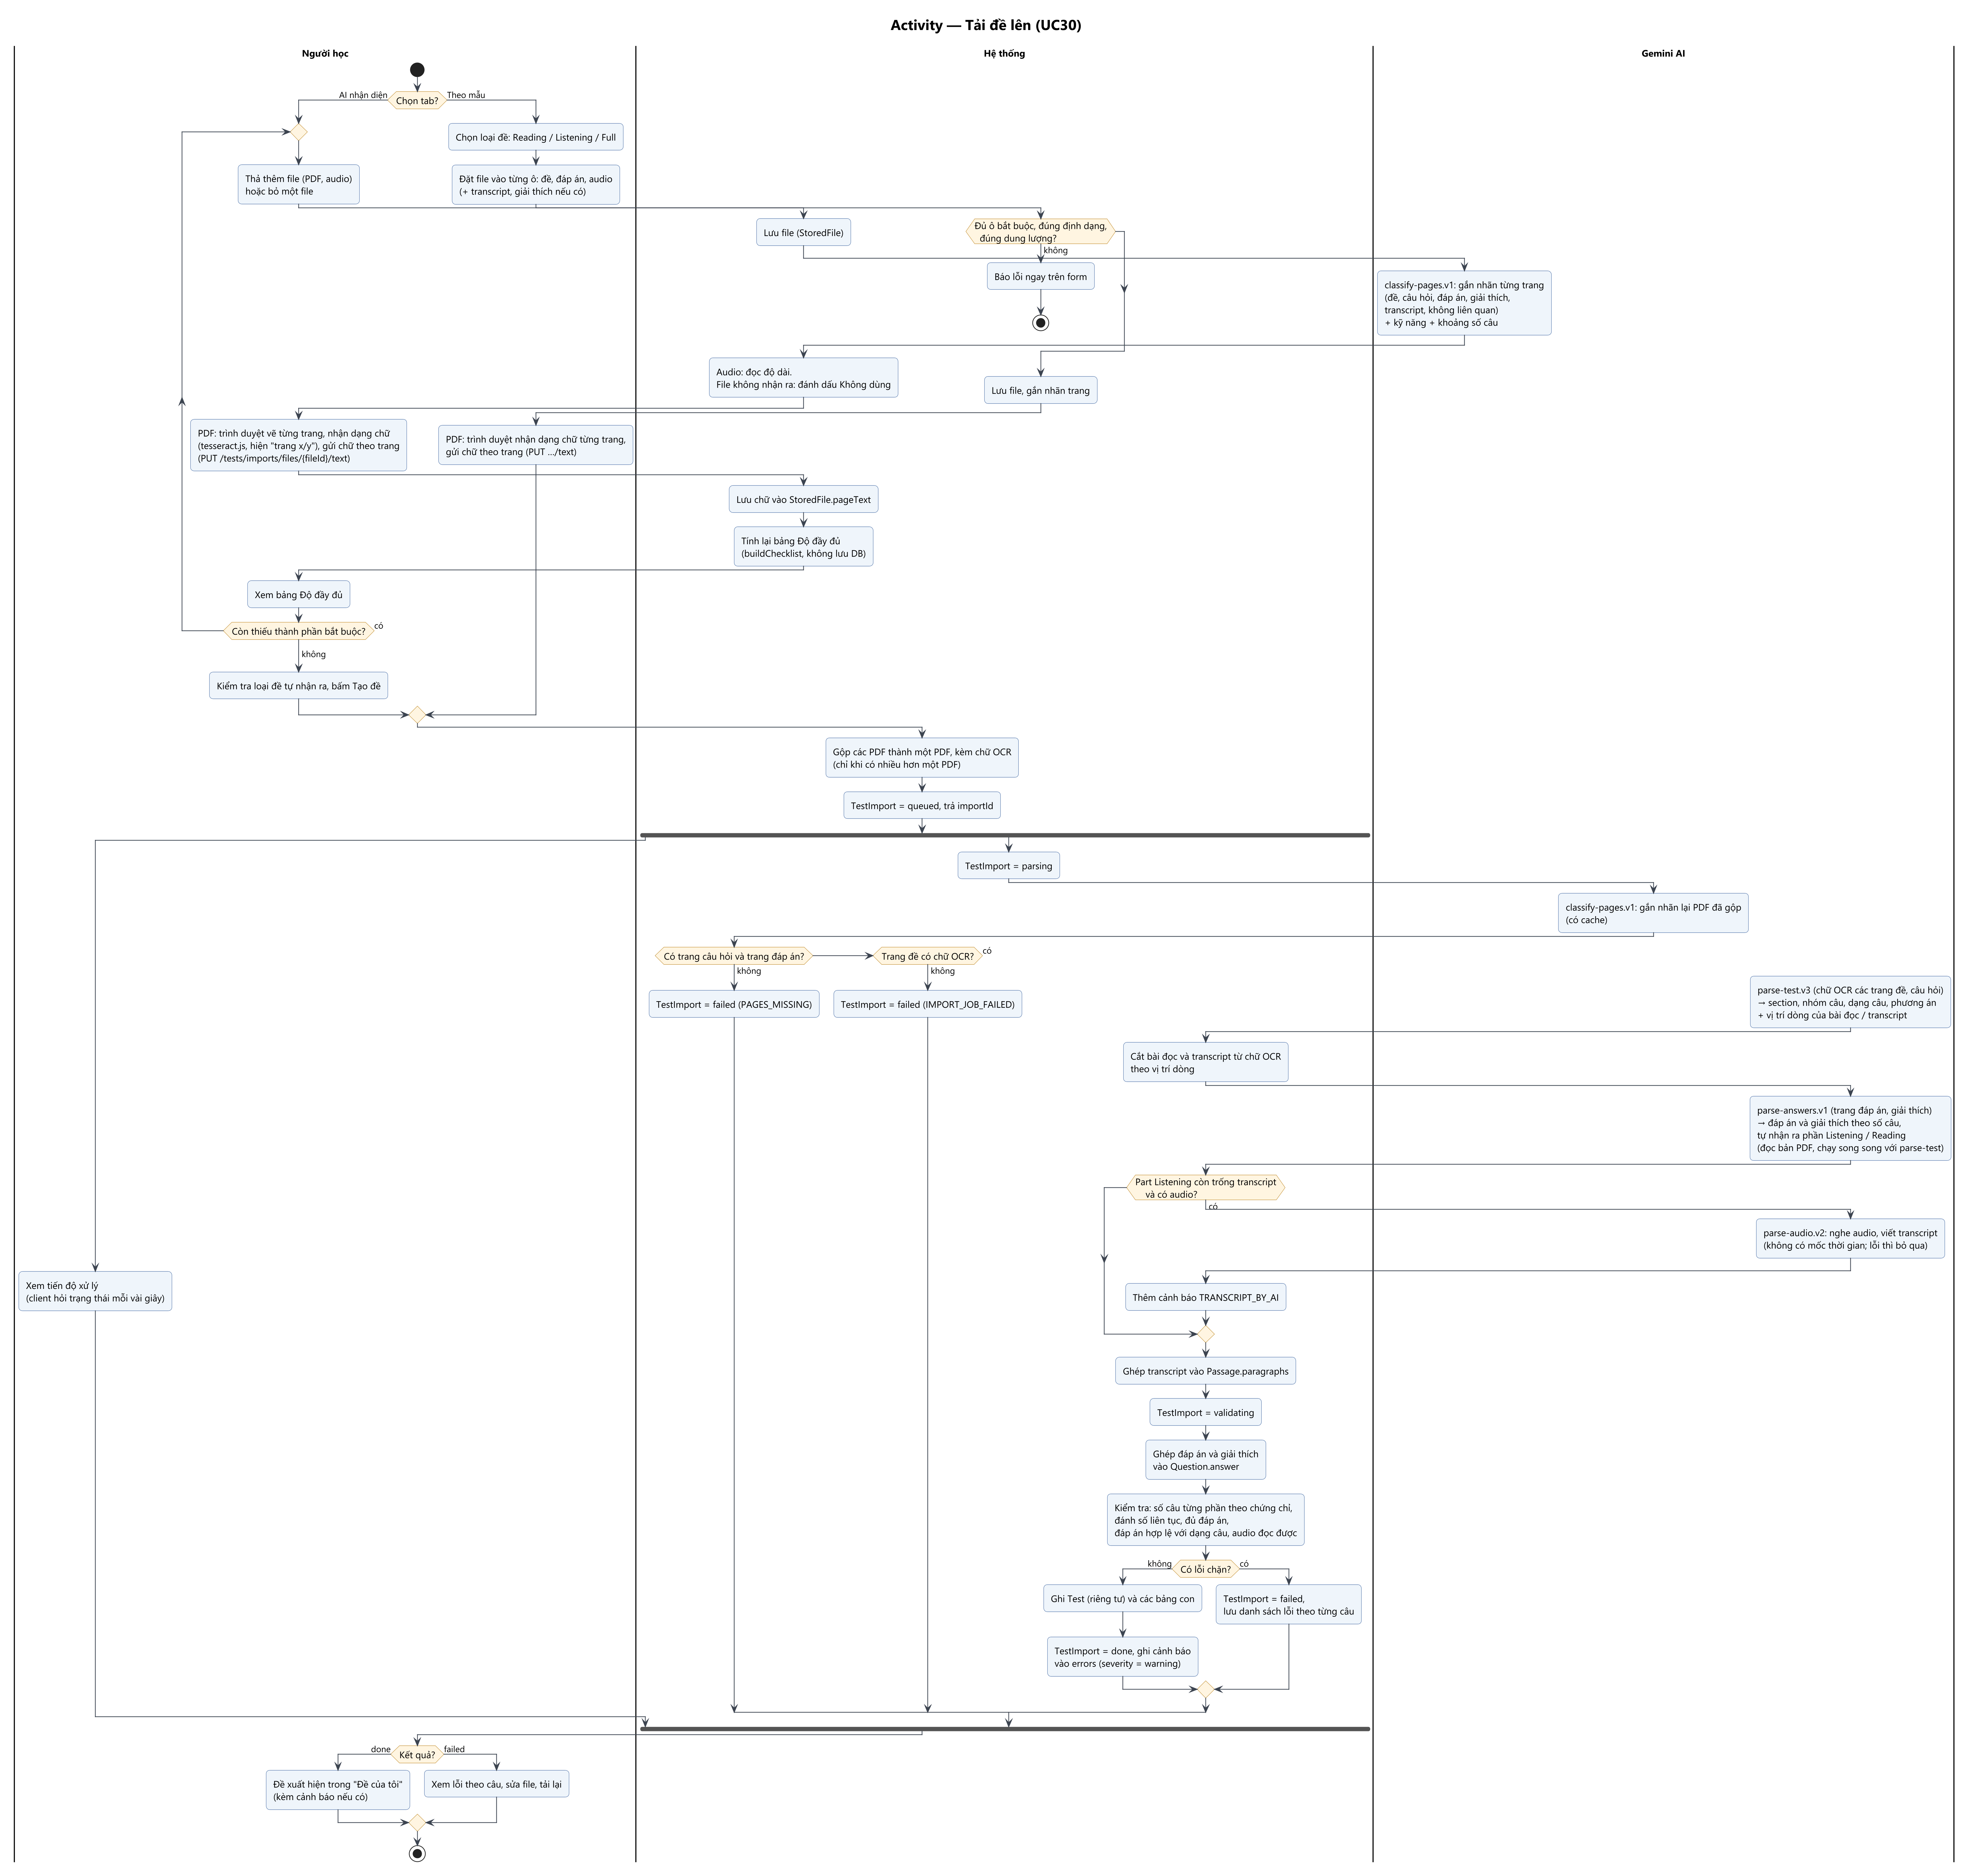 Activity — Tải đề lên (UC30)
Người học
Hệ thống
Gemini AI
Chọn tab?
AI nhận diện
Theo mẫu
Chọn loại đề: Reading / Listening / Full
Thả thêm file (PDF, audio)
hoặc bỏ một file
Đặt file vào từng ô: đề, đáp án, audio
(+ transcript, giải thích nếu có)
Lưu file (StoredFile)
Đủ ô bắt buộc, đúng định dạng,
đúng dung lượng?
không
Báo lỗi ngay trên form
classify-pages.v1: gắn nhãn từng trang
(đề, câu hỏi, đáp án, giải thích,
transcript, không liên quan)
+ kỹ năng + khoảng số câu
Audio: đọc độ dài.
File không nhận ra: đánh dấu Không dùng
Lưu file, gắn nhãn trang
PDF: trình duyệt vẽ từng trang, nhận dạng chữ
(tesseract.js, hiện "trang x/y"), gửi chữ theo trang
(PUT /tests/imports/files/{fileId}/text)
PDF: trình duyệt nhận dạng chữ từng trang,
gửi chữ theo trang (PUT .../text)
Lưu chữ vào StoredFile.pageText
Tính lại bảng Độ đầy đủ
(buildChecklist, không lưu DB)
Xem bảng Độ đầy đủ
Còn thiếu thành phần bắt buộc?
có
không
Kiểm tra loại đề tự nhận ra, bấm Tạo đề
Gộp các PDF thành một PDF, kèm chữ OCR
(chỉ khi có nhiều hơn một PDF)
TestImport = queued, trả importId
TestImport = parsing
classify-pages.v1: gắn nhãn lại PDF đã gộp
(có cache)
Có trang câu hỏi và trang đáp án?
không
Trang đề có chữ OCR?
có
không
TestImport = failed (PAGES_MISSING)
TestImport = failed (IMPORT_JOB_FAILED)
parse-test.v3 (chữ OCR các trang đề, câu hỏi)
→ section, nhóm câu, dạng câu, phương án
+ vị trí dòng của bài đọc / transcript
Cắt bài đọc và transcript từ chữ OCR
theo vị trí dòng
parse-answers.v1 (trang đáp án, giải thích)
→ đáp án và giải thích theo số câu,
tự nhận ra phần Listening / Reading
(đọc bản PDF, chạy song song với parse-test)
Part Listening còn trống transcript
và có audio?
có
parse-audio.v2: nghe audio, viết transcript
(không có mốc thời gian; lỗi thì bỏ qua)
Xem tiến độ xử lý
(client hỏi trạng thái mỗi vài giây)
Thêm cảnh báo TRANSCRIPT_BY_AI
Ghép transcript vào Passage.paragraphs
TestImport = validating
Ghép đáp án và giải thích
vào Question.answer
Kiểm tra: số câu từng phần theo chứng chỉ,
đánh số liên tục, đủ đáp án,
đáp án hợp lệ với dạng câu, audio đọc được
Có lỗi chặn?
không
có
Ghi Test (riêng tư) và các bảng con
TestImport = failed,
lưu danh sách lỗi theo từng câu
TestImport = done, ghi cảnh báo
vào errors (severity = warning)
Kết quả?
done
failed
Đề xuất hiện trong "Đề của tôi"
(kèm cảnh báo nếu có)
Xem lỗi theo câu, sửa file, tải lại